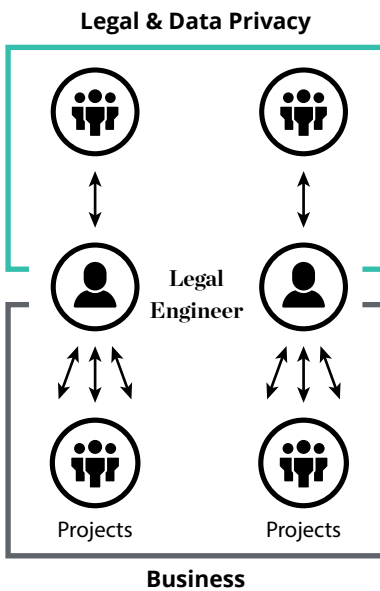 Legal & Data Privacy
Legal
Engineer
Projects
Projects
Business